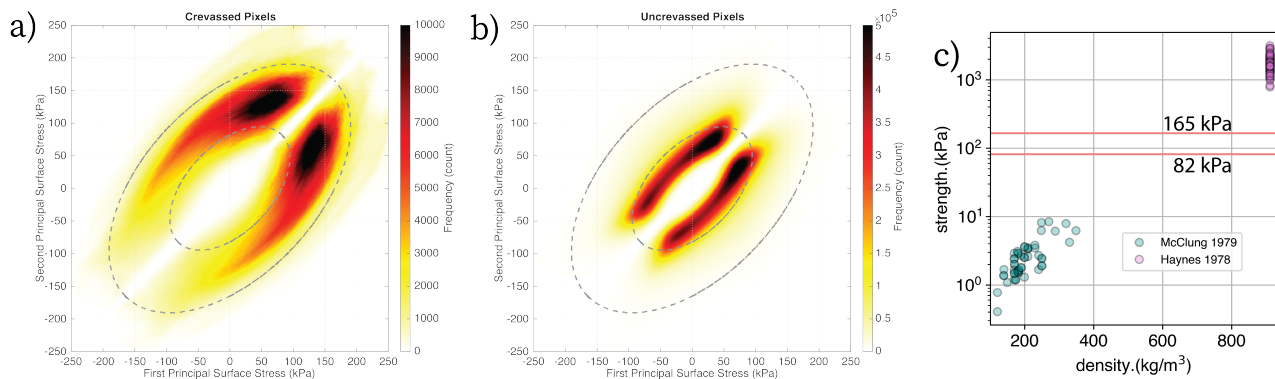 a)
Crevassed Pixels
Second Principal Surface Stress (kPa)
250
200
150
100
50
0
-50
-100
-150
-200
-250
-250 -200 -150 -100 -50 0 50 100 150 200 250
First Principal Surface Stress (kPa)
10000
9000
8000
7000
6000
5000
4000
3000
2000
1000
0
Frequency (count)
b)
Uncrevassed Pixels
Second Principal Surface Stress (kPa)
250
200
150
100
50
0
-50
-100
-150
-200
-250
-250 -200 -150 -100 -50 0 50 100 150 200 250
First Principal Surface Stress (kPa)
×10⁵
5
4.5
4
3.5
3
2.5
2
1.5
1
0.5
0
Frequency (count)
c)
strength.(kPa)
10³
10²
10¹
10⁰
165 kPa
82 kPa
McClung 1979
Haynes 1978
200 400 600 800
density.(kg/m³)